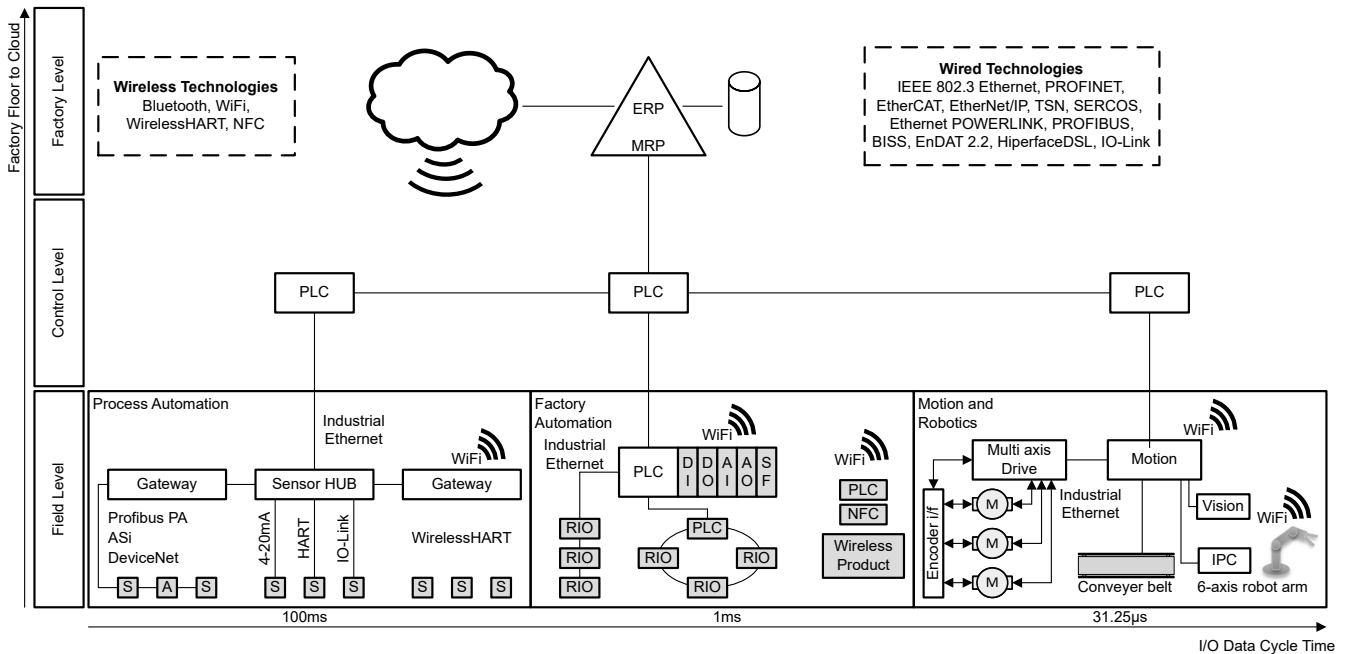 Factory Floor to Cloud
Factory Level
Wireless Technologies
Bluetooth, WiFi,
WirelessHART, NFC
ERP
MRP
Wired Technologies
IEEE 802.3 Ethernet, PROFINET,
EtherCAT, EtherNet/IP, TSN, SERCOS,
Ethernet POWERLINK, PROFIBUS,
BISS, EnDAT 2.2, HiperfaceDSL, IO-Link
Control Level
PLC
PLC
PLC
Field Level
Process Automation
Industrial
Ethernet
WiFi
Gateway
Sensor HUB
Gateway
Profibus PA
ASi
DeviceNet
4-20mA
HART
IO-Link
WirelessHART
S
A
S
S
S
S
S
S
S
Factory
Automation
Industrial
Ethernet
WiFi
PLC
DI
DO
AI
AO
SF
RIO
RIO
RIO
PLC
RIO
RIO
RIO
WiFi
PLC
NFC
Wireless
Product
Motion and
Robotics
WiFi
Multi axis
Drive
Motion
Industrial
Ethernet
Encoder i/f
M
M
M
Vision
WiFi
IPC
Conveyer belt
6-axis robot arm
100ms
1ms
31.25µs
I/O Data Cycle Time